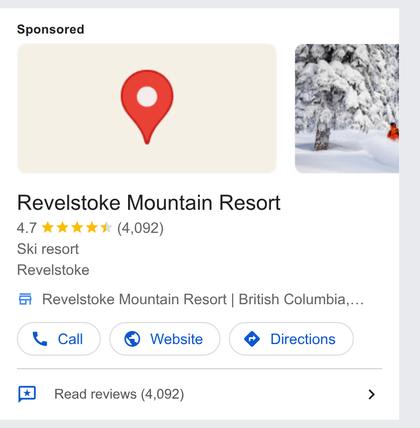 Sponsored
Revelstoke Mountain Resort
4.7 (4,092)
Ski resort
Revelstoke
Revelstoke Mountain Resort | British Columbia,…
Call Website Directions
Read reviews (4,092)